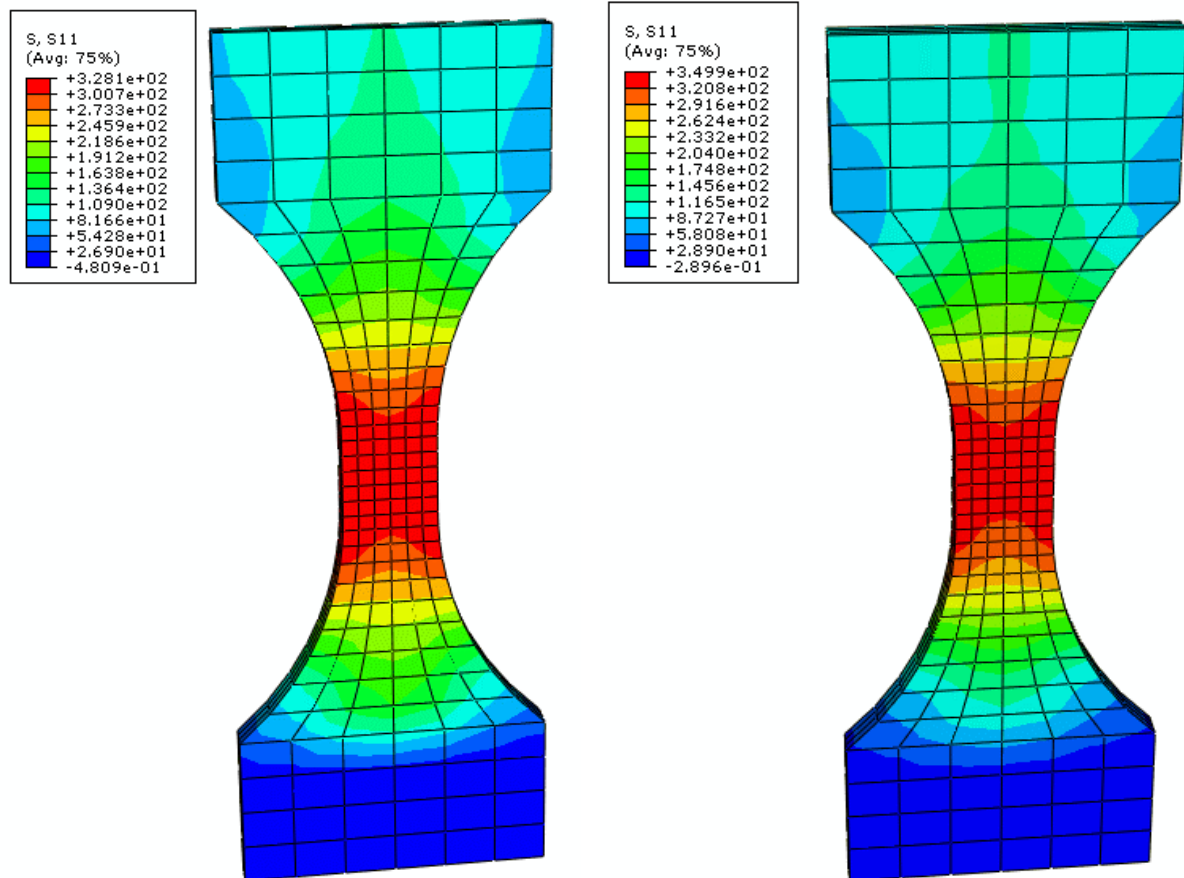 S, S11
(Avg: 75%)
+3.281e+02
+3.007e+02
+2.733e+02
+2.459e+02
+2.186e+02
+1.912e+02
+1.638e+02
+1.364e+02
+1.090e+02
+8.166e+01
+5.428e+01
+2.690e+01
-4.809e-01
S, S11
(Avg: 75%)
+3.499e+02
+3.208e+02
+2.916e+02
+2.624e+02
+2.332e+02
+2.040e+02
+1.748e+02
+1.456e+02
+1.165e+02
+8.727e+01
+5.808e+01
+2.890e+01
-2.896e-01